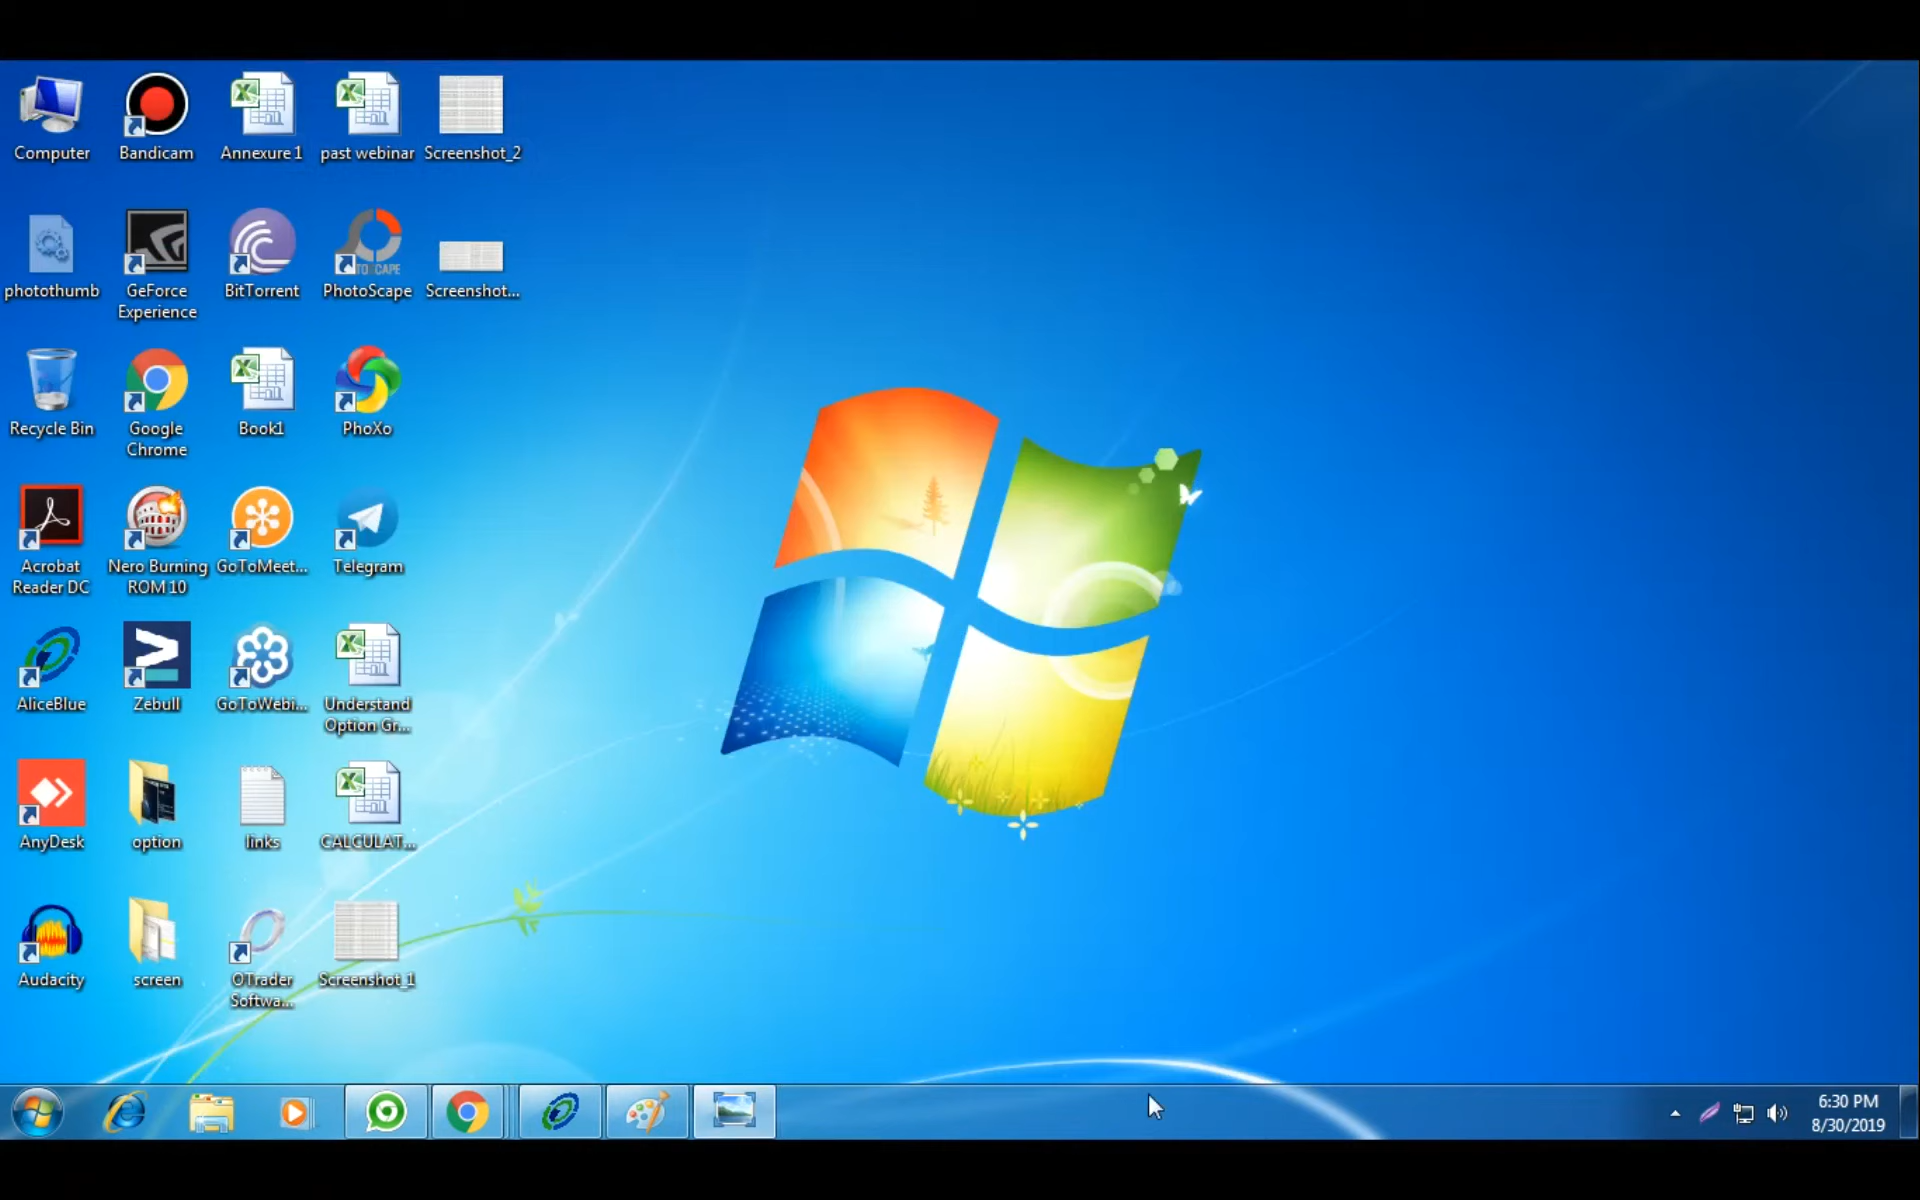 Computer
Bandicam
Annexure 1
past webinar
Screenshot_2
photothumb
GeForce
Experience
BitTorrent
PhotoScape
Screenshot...
Recycle Bin
Google
Chrome
Book1
PhoXo
Acrobat
Reader DC
Nero Burning
ROM 10
GoToMeet...
Telegram
AliceBlue
Zebull
GoToWebi...
Understand
Option Gr...
AnyDesk
option
links
CALCULAT...
Audacity
screen
OTrader
Softwa...
Screenshot_1
6:30 PM
8/30/2019